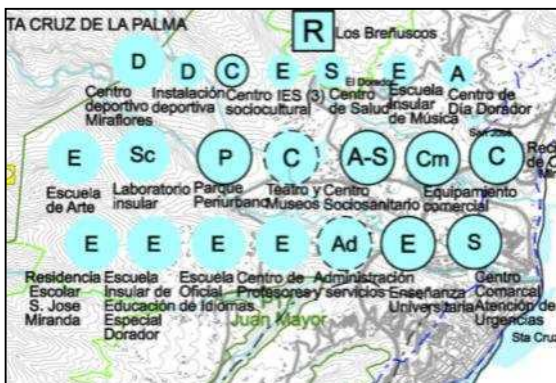 TA CRUZ DE LA PALMA
R
Los Breñuscos
D
D
C
E
S
E
A
El Dorador
Centro
deportivo
Miraflores
Instalación
deportiva
Centro
sociocultural
IES (3)
Centro
de Salud
Escuela
Insular
de Música
Centro de
Día Dorador
San José
E
Sc
P
C
A-S
Cm
C
Escuela
de Arte
Laboratorio
insular
Parque
Periurbano
Teatro y
Museos
Centro
Sociosanitario
Equipamiento
comercial
Reci
de
E
E
E
E
Ad
E
S
Residencia
Escolar
S. Jose
Miranda
Escuela
Insular de
Educación
Especial
Dorador
Escuela
Oficial
de Idiomas
Centro de
Profesores
Administración
y servicios
Enseñanza
Universitaria
Centro
Comarcal
Atención de
Urgencias
Juan Mayor
Sta Cruz